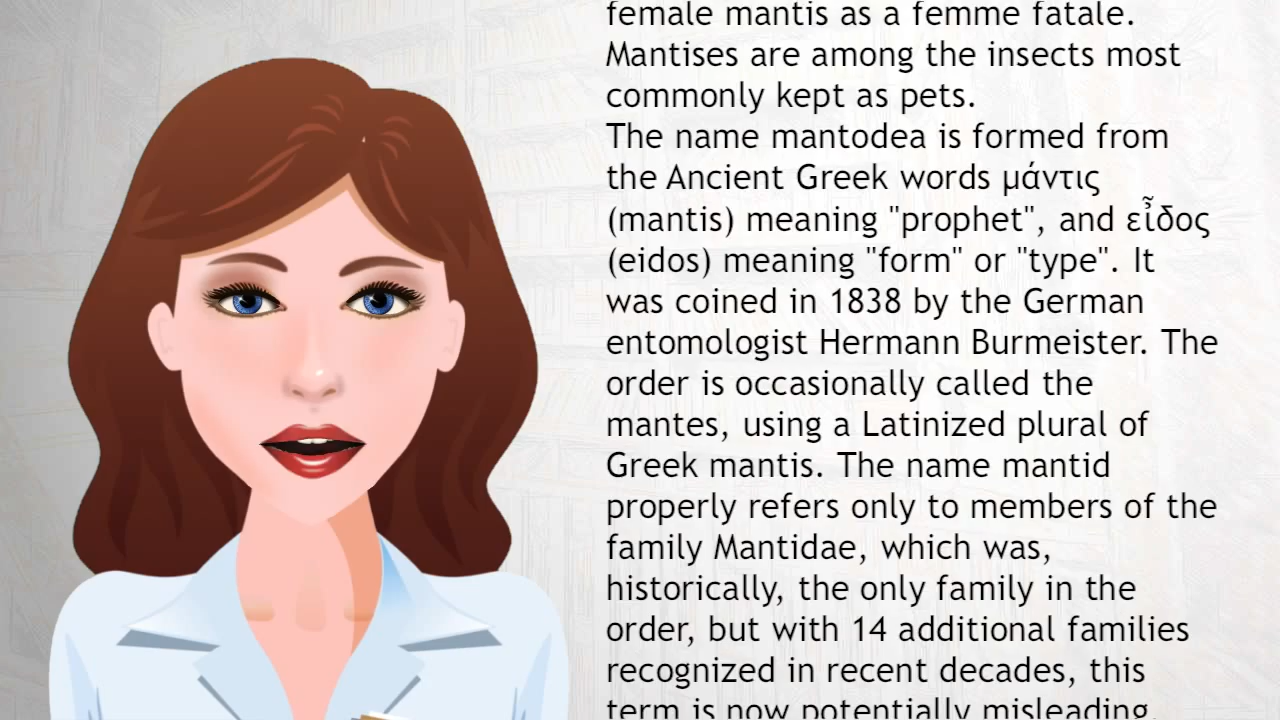 female mantis as a femme fatale.
Mantises are among the insects most
commonly kept as pets.
The name mantodea is formed from
the Ancient Greek words μάντις
(mantis) meaning "prophet", and εἶδος
(eidos) meaning "form" or "type". It
was coined in 1838 by the German
entomologist Hermann Burmeister. The
order is occasionally called the
mantes, using a Latinized plural of
Greek mantis. The name mantid
properly refers only to members of the
family Mantidae, which was,
historically, the only family in the
order, but with 14 additional families
recognized in recent decades, this
term is now potentially misleading.